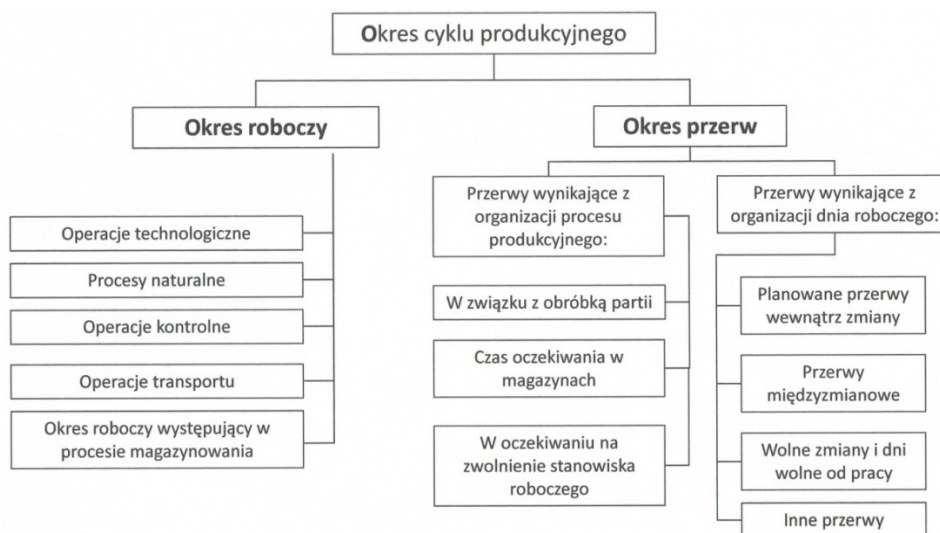 Okres cyklu produkcyjnego
Okres roboczy
Operacje technologiczne
Procesy naturalne
Operacje kontrolne
Operacje transportu
Okres roboczy występujący w
procesie magazynowania
Okres przerw
Przerwy wynikające z
organizacji procesu
produkcyjnego:
W związku z obróbką partii
Czas oczekiwania w
magazynach
W oczekiwaniu na
zwolnienie stanowiska
roboczego
Przerwy wynikające z
organizacji dnia roboczego:
Planowane przerwy
wewnątrz zmiany
Przerwy
międzyzmianowe
Wolne zmiany i dni
wolne od pracy
Inne przerwy